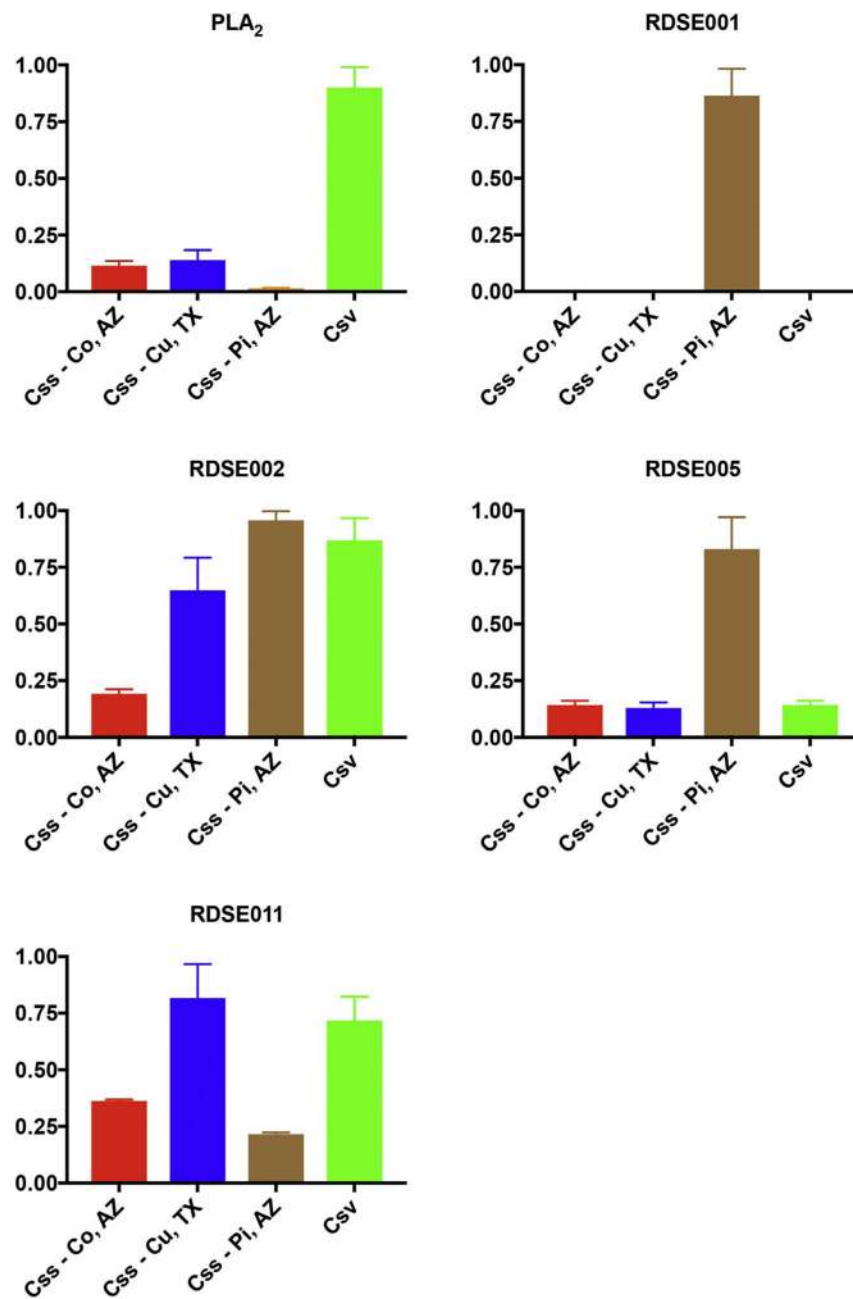 PLA₂
1.00
0.75
0.50
0.25
0.00
Css - Co, AZ
Css - Cu, TX
Css - Pi, AZ
Csv
RDSE001
1.00
0.75
0.50
0.25
0.00
Css - Co, AZ
Css - Cu, TX
Css - Pi, AZ
Csv
RDSE002
1.00
0.75
0.50
0.25
0.00
Css - Co, AZ
Css - Cu, TX
Css - Pi, AZ
Csv
RDSE005
1.00
0.75
0.50
0.25
0.00
Css - Co, AZ
Css - Cu, TX
Css - Pi, AZ
Csv
RDSE011
1.00
0.75
0.50
0.25
0.00
Css - Co, AZ
Css - Cu, TX
Css - Pi, AZ
Csv